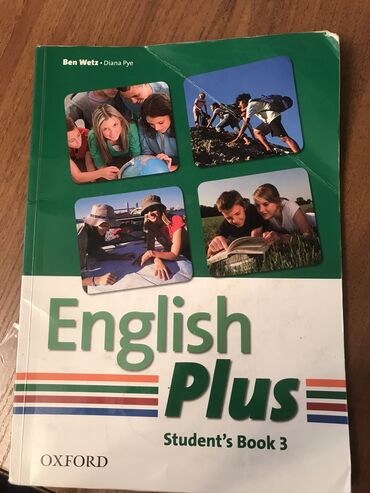 Ben Wetz • Diana Pye
English
Plus
Student's Book 3
OXFORD